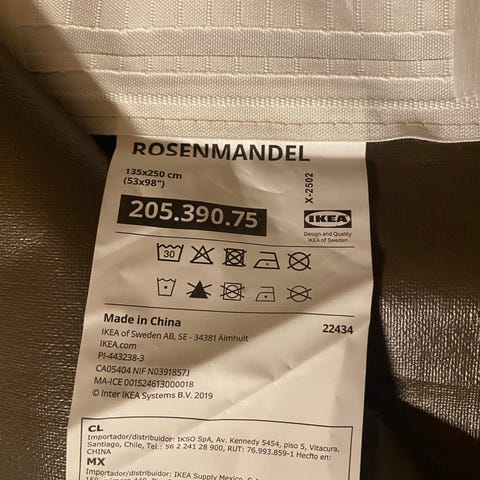 ROSENMANDEL
135x250 cm
(53x98")
X-2502
205.390.75
IKEA
Design and Quality
IKEA of Sweden
30
Made in China
22434
IKEA of Sweden AB, SE - 34381 Älmhult
IKEA.com
PI-443238-3
CA05404 NIF N0391857J
MA-ICE 001524613000018
© Inter IKEA Systems B.V. 2019
CL
Importador/distribuidor: IKSO SpA, Av. Kennedy 5454, piso 5, Vitacura,
Santiago, Chile, Tel.: 56 2 241 28 900, RUT: 76.993.859-1 Hecho en:
CHINA
MX
Importador/distribuidor: IKEA Supply Mexico,